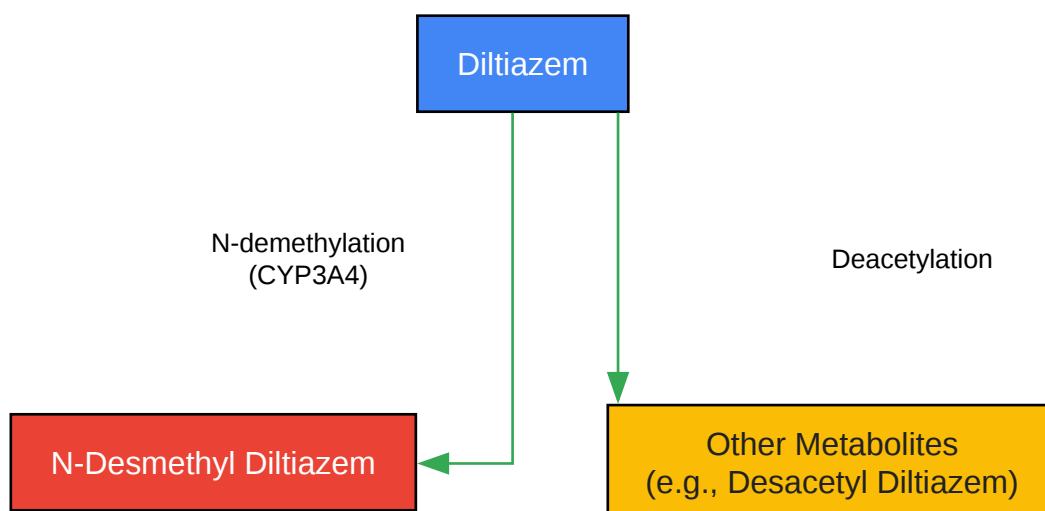 Diltiazem
N-demethylation
(CYP3A4)
Deacetylation
N-Desmethyl Diltiazem
Other Metabolites
(e.g., Desacetyl Diltiazem)